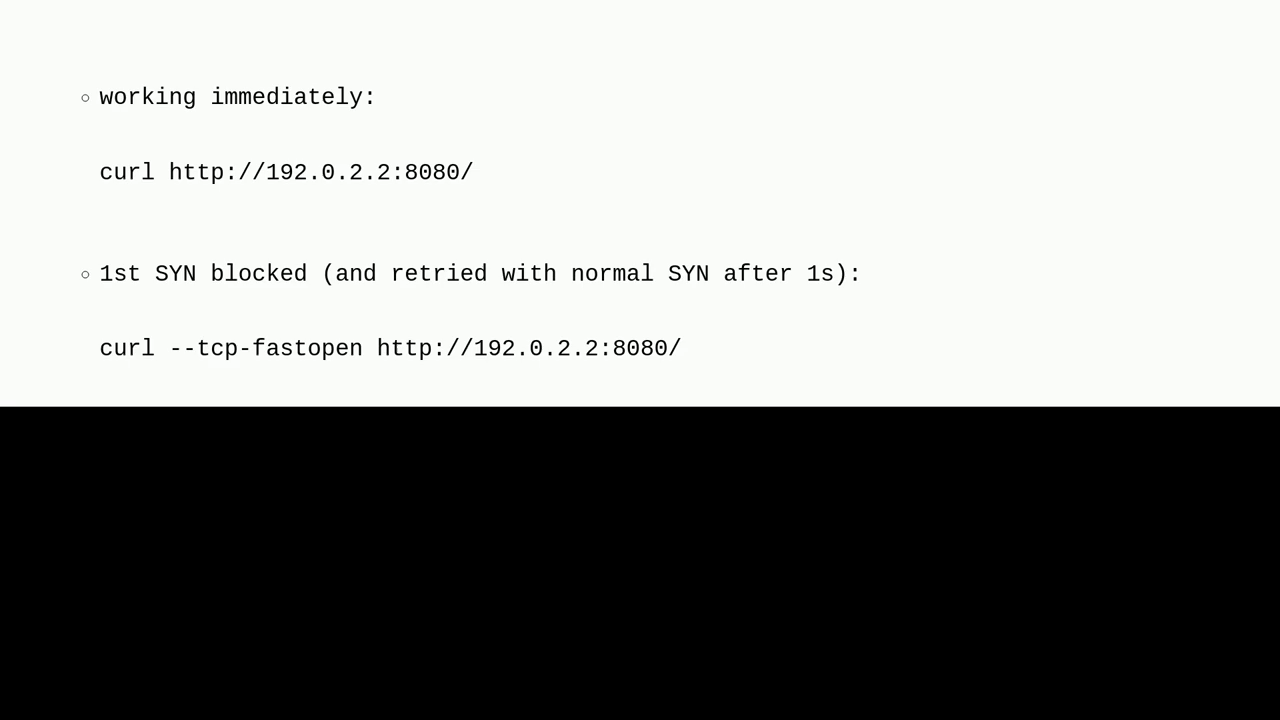 ○ working immediately:
curl http://192.0.2.2:8080/
○ 1st SYN blocked (and retried with normal SYN after 1s):
curl --tcp-fastopen http://192.0.2.2:8080/